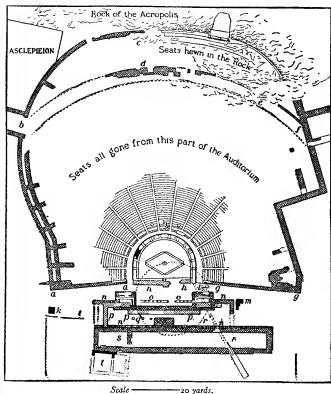 Rock of the Acropolis
ASCLEPIEION
c
Seats hewn in the Rock
d
e
b
f
Seats all gone from this part of the Auditorium
a
a
h
h
g
g
n
o
o
n
m
k
l
p
p
q
p
r
n
n
s
r
t
Scale 20 yards.